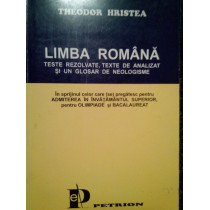 THEODOR HRISTEA
LIMBA ROMÂNĂ
TESTE REZOLVATE, TEXTE DE ANALIZAT
ȘI UN GLOSAR DE NEOLOGISME
În sprijinul celor care (se) pregătesc pentru
ADMITEREA ÎN ÎNVĂȚĂMÂNTUL SUPERIOR,
pentru OLIMPIADE și BACALAUREAT
PETRION